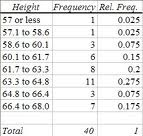 Height Frequency Rel. Freq.
57 or less 1 0.025
57.1 to 58.6 1 0.025
58.6 to 60.1 3 0.075
60.1 to 61.7 6 0.15
61.7 to 63.3 8 0.2
63.3 to 64.8 11 0.275
64.8 to 66.4 3 0.075
66.4 to 68.0 7 0.175
Total 40 1